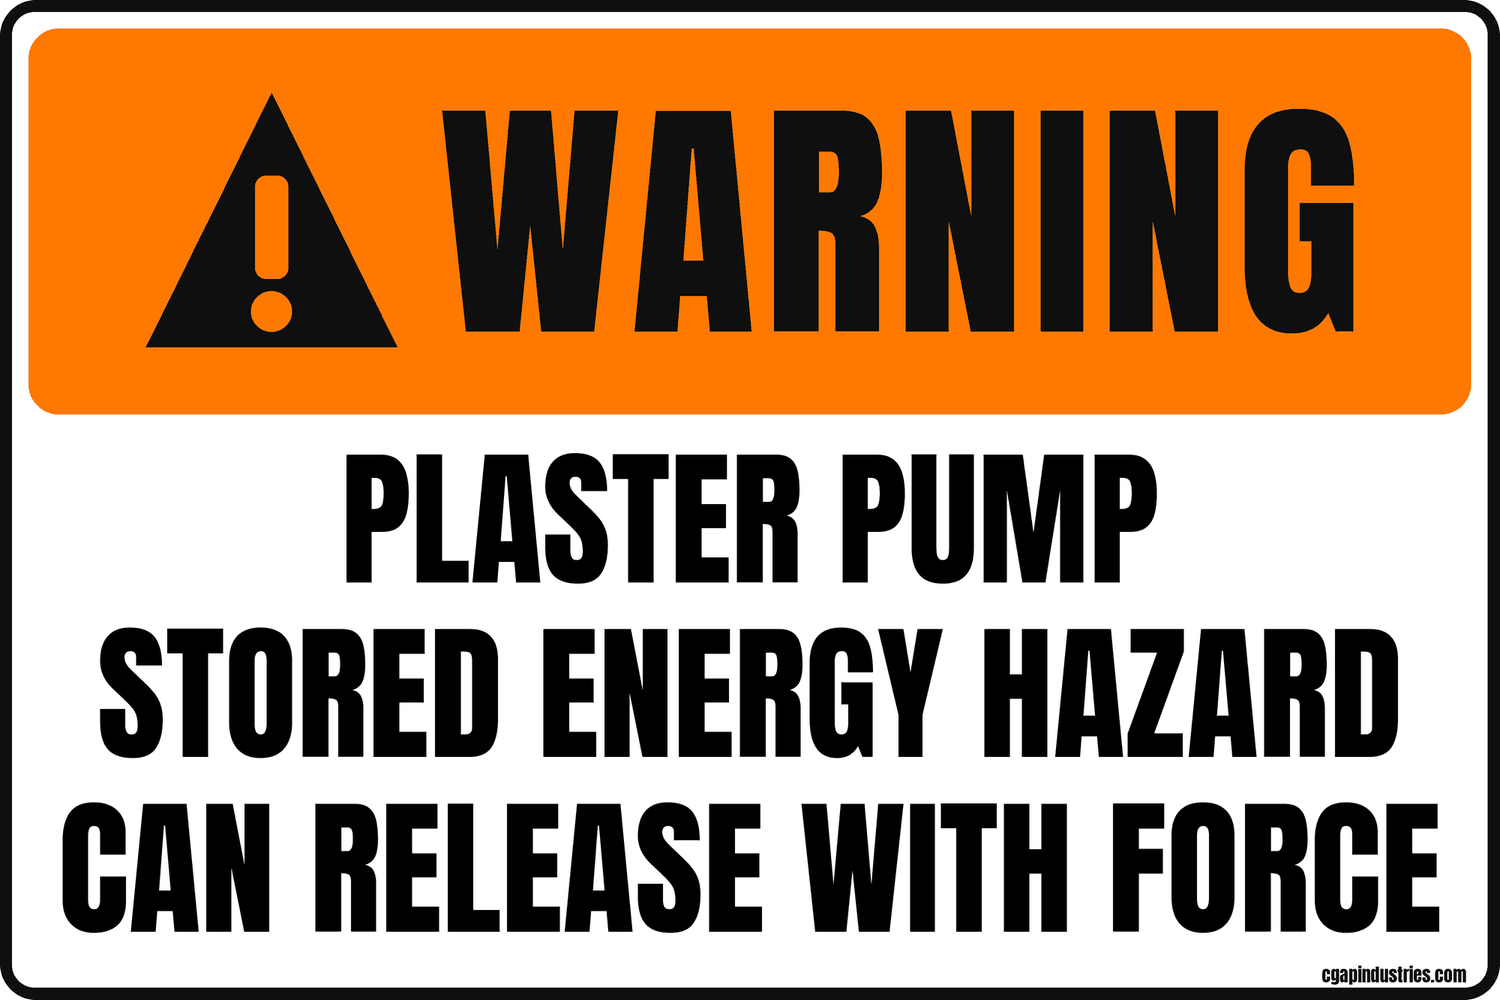 WARNING
PLASTER PUMP
STORED ENERGY HAZARD
CAN RELEASE WITH FORCE
cgapindustries.com